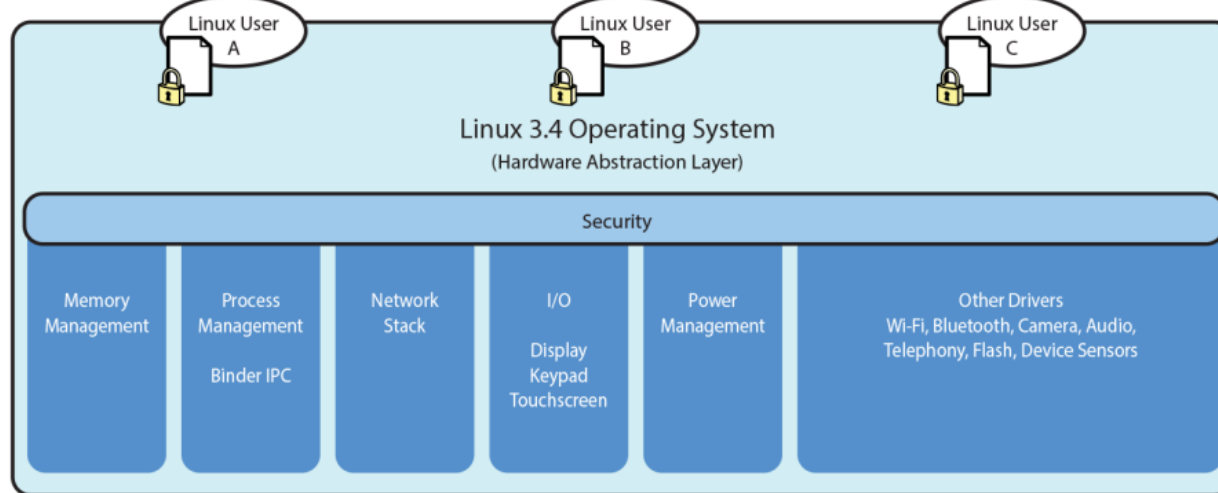 Linux User
A
Linux User
B
Linux User
C
Linux 3.4 Operating System
(Hardware Abstraction Layer)
Security
Memory
Management
Process
Management
Binder IPC
Network
Stack
I/O
Display
Keypad
Touchscreen
Power
Management
Other Drivers
Wi-Fi, Bluetooth, Camera, Audio,
Telephony, Flash, Device Sensors